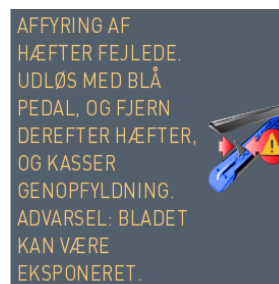 AFFYRING AF
HÆFTER FEJLEDE.
UDLØS MED BLÅ
PEDAL, OG FJERN
DEREFTER HÆFTER,
OG KASSER
GENOPFYLDNING.
ADVARSEL: BLADET
KAN VÆRE
EKSPONERET.